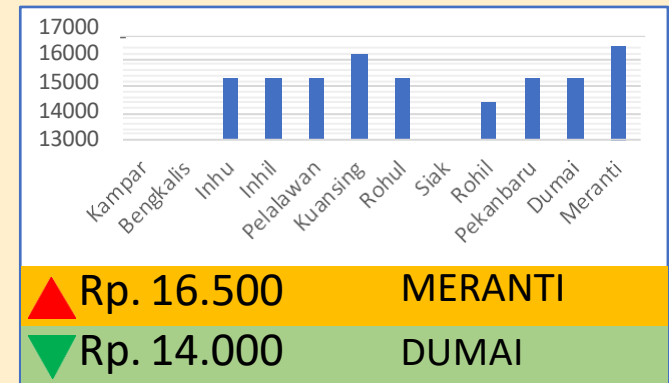 17000
16000
15000
14000
13000
Kampar
Bengkalis
Inhu
Inhil
Pelalawan
Kuansing
Rohul
Siak
Rohil
Pekanbaru
Dumai
Meranti
Rp. 16.500 MERANTI
Rp. 14.000 DUMAI